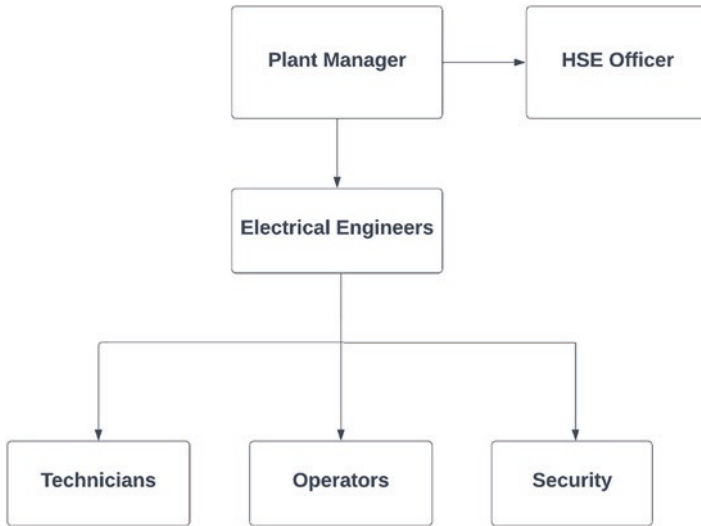 Plant Manager
HSE Officer
Electrical Engineers
Technicians
Operators
Security